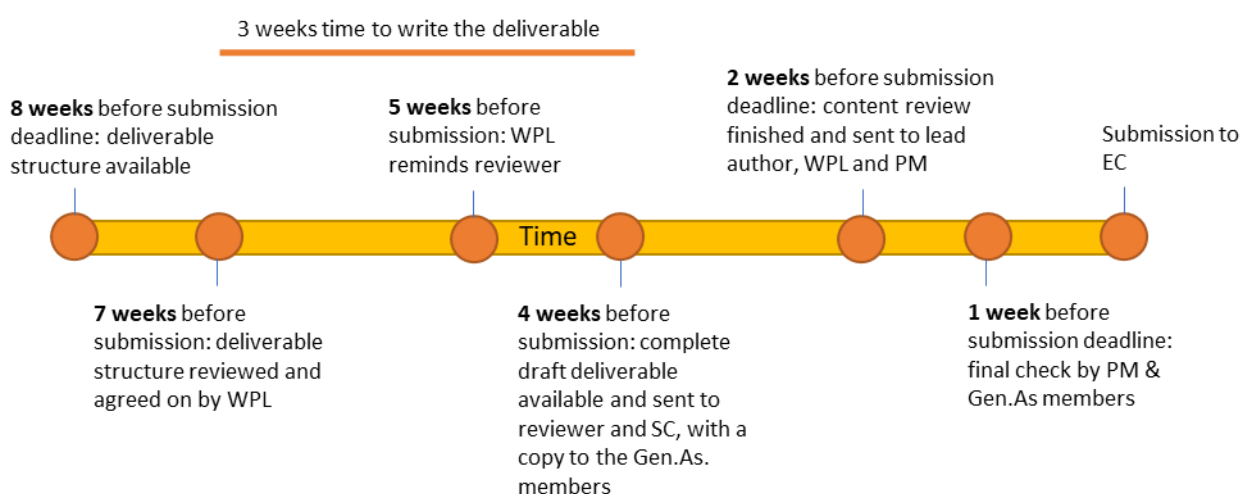 3 weeks time to write the deliverable
8 weeks before submission
deadline: deliverable
structure available
5 weeks before
submission: WPL
reminds reviewer
2 weeks before submission
deadline: content review
finished and sent to lead
author, WPL and PM
Submission to
EC
Time
7 weeks before
submission: deliverable
structure reviewed and
agreed on by WPL
4 weeks before
submission: complete
draft deliverable
available and sent to
reviewer and SC, with a
copy to the Gen.As.
members
1 week before
submission deadline:
final check by PM &
Gen.As members